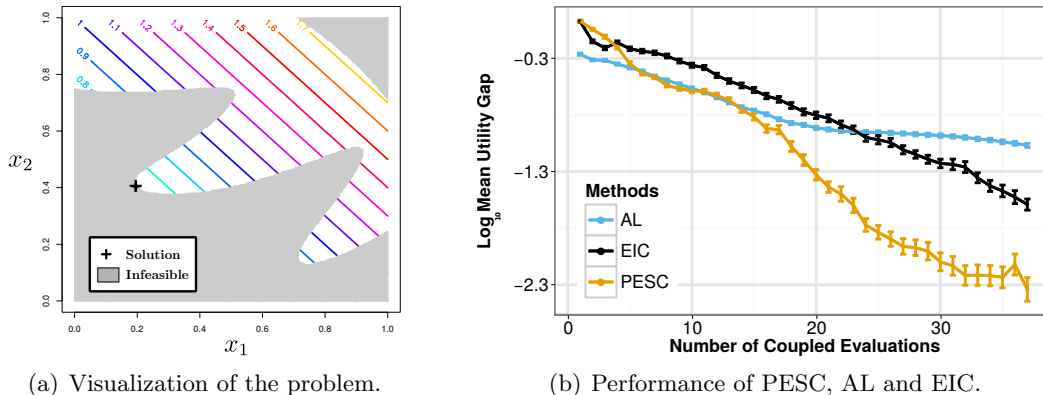 1 1.1 1.2 1.3 1.4 1.5 1.6 1.7
0.9
0.8
1.0
0.8
0.6
0.4
0.2
0.0
x2
Solution
Infeasible
0.0 0.2 0.4 0.6 0.8 1.0
x1
(a) Visualization of the problem.
Log10 Mean Utility Gap
−0.3
−1.3
−2.3
Methods
AL
EIC
PESC
0 10 20 30
Number of Coupled Evaluations
(b) Performance of PESC, AL and EIC.